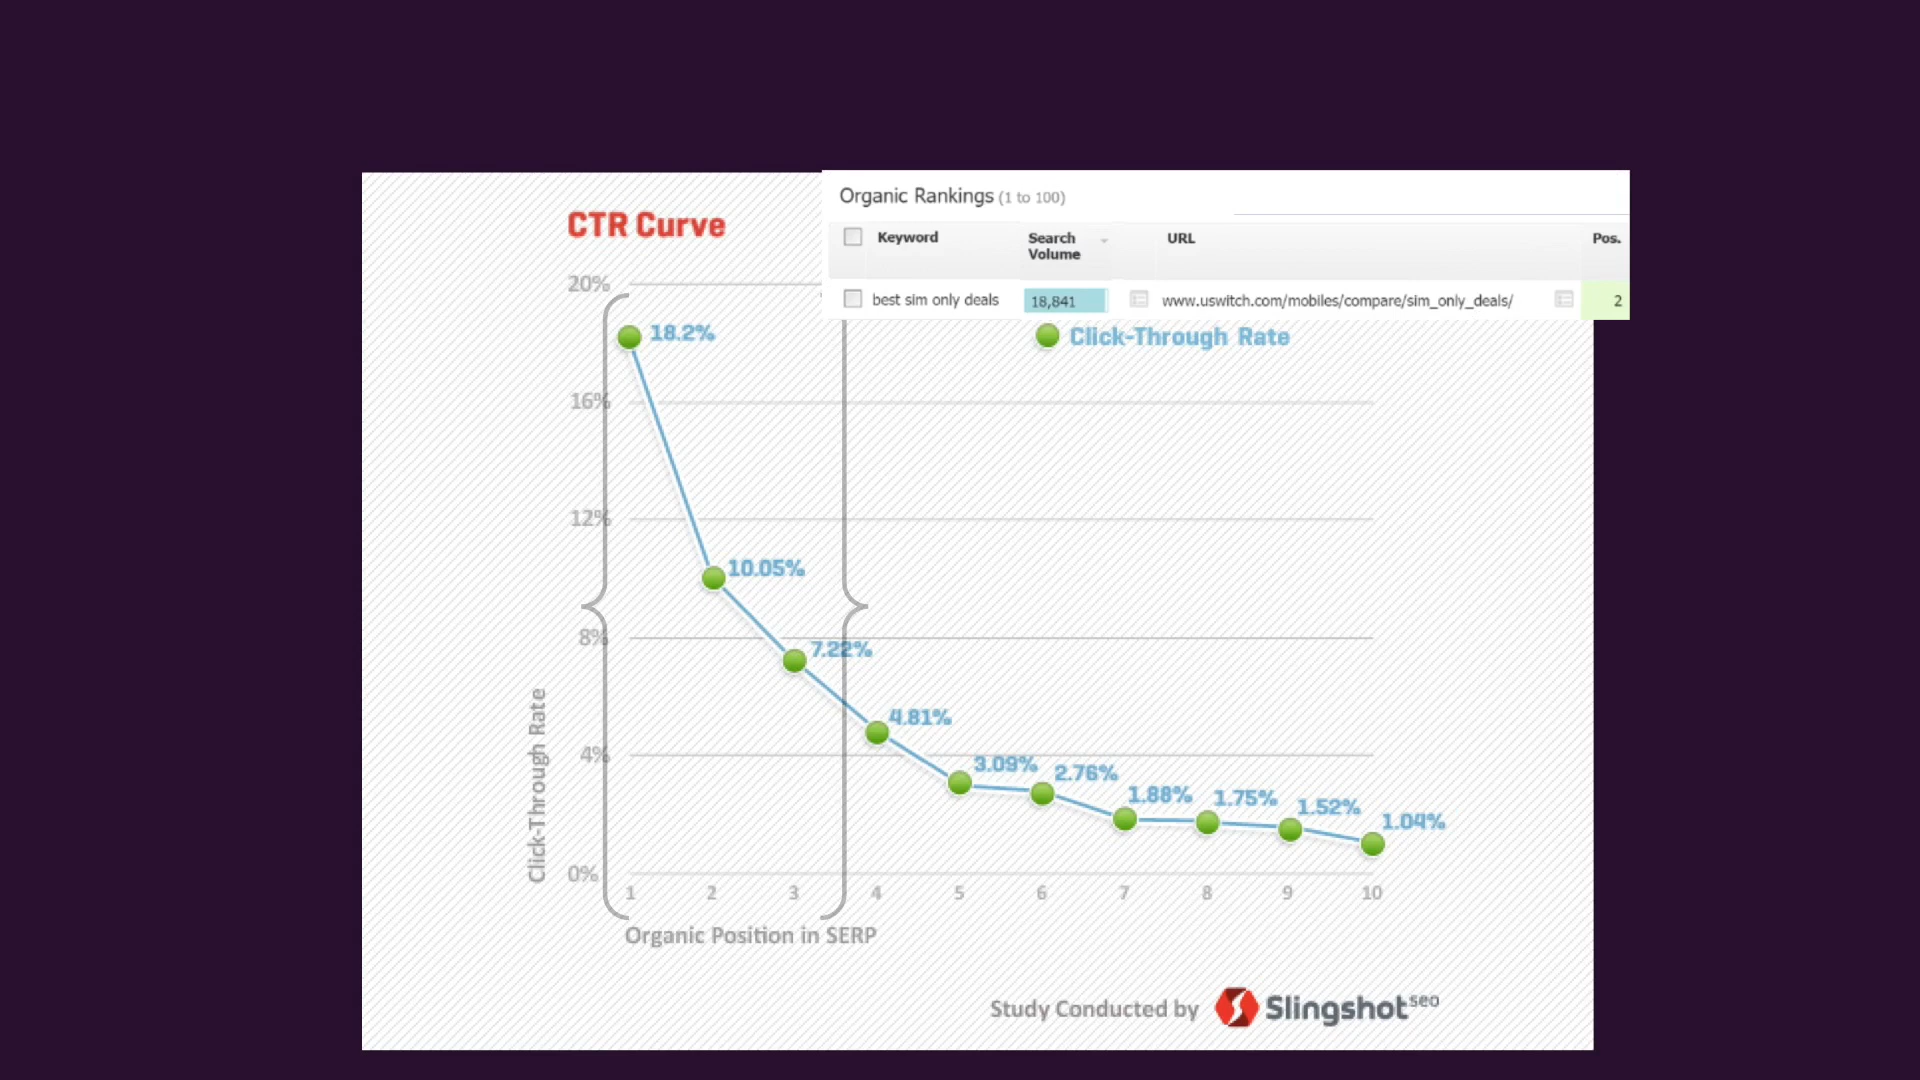 CTR Curve
Organic Rankings (1 to 100)
Keyword Search Volume URL Pos.
best sim only deals 18,841 www.uswitch.com/mobiles/compare/sim_only_deals/ 2
20%
18.2%
Click-Through Rate
16%
12%
10.05%
8%
7.22%
4.81%
4%
3.09%
2.76%
1.88%
1.75%
1.52%
1.04%
Click-Through Rate
0%
1 2 3 4 5 6 7 8 9 10
Organic Position in SERP
Study Conducted by Slingshot seo